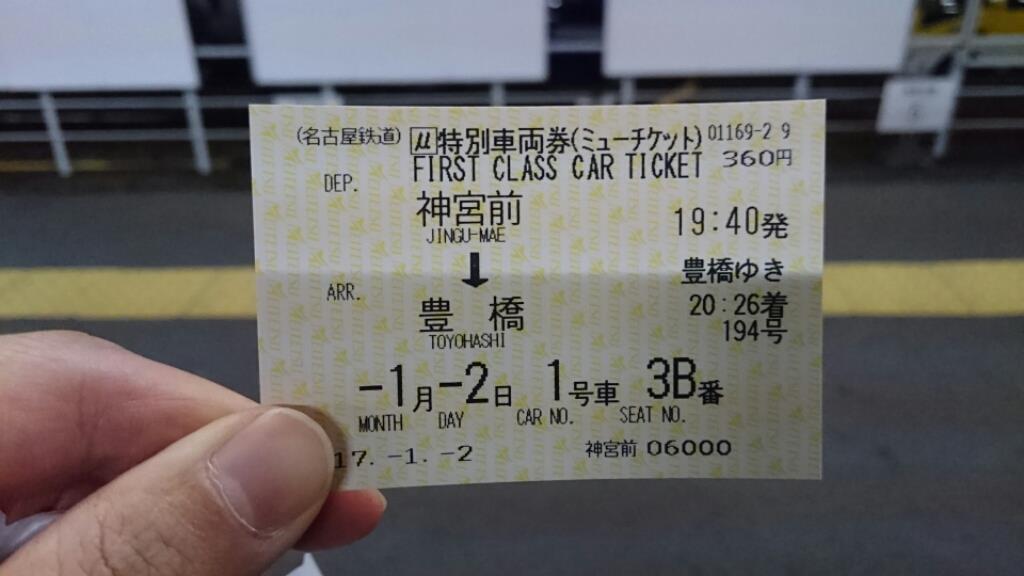 (名古屋鉄道) μ特別車両券(ミューチケット) 01169-2 9
FIRST CLASS CAR TICKET 360円
DEP. 神宮前 19:40発
JINGU-MAE
豊橋ゆき
ARR. 豊橋 20:26着
TOYOHASHI 194号
-1月-2日 1号車 3B番
MONTH DAY CAR NO. SEAT NO.
17.-1.-2 神宮前 06000